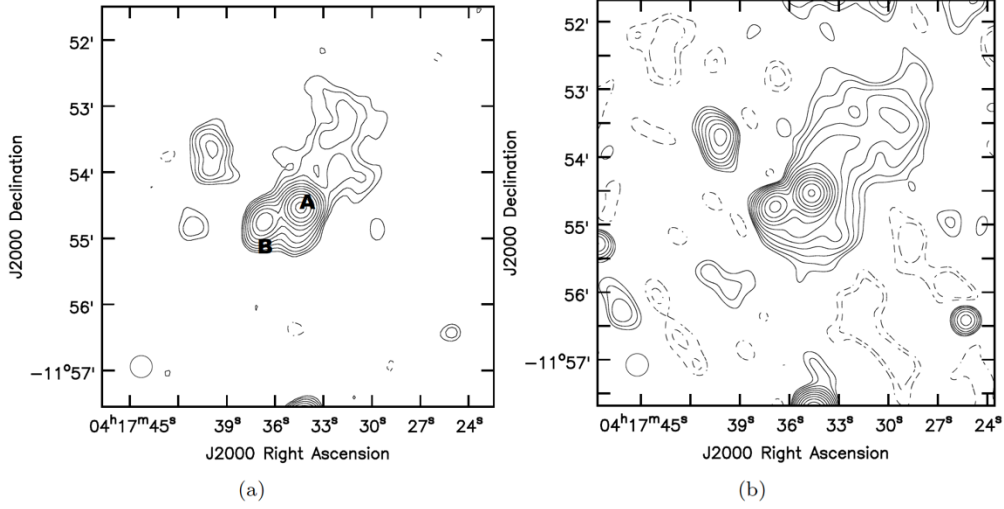 52'
53'
54'
55'
56'
−11°57'
J2000 Declination
A
B
04ʰ17ᵐ45ˢ
39ˢ
36ˢ
33ˢ
30ˢ
27ˢ
24ˢ
J2000 Right Ascension
(a)
52'
53'
54'
55'
56'
−11°57'
J2000 Declination
04ʰ17ᵐ45ˢ
39ˢ
36ˢ
33ˢ
30ˢ
27ˢ
24ˢ
J2000 Right Ascension
(b)